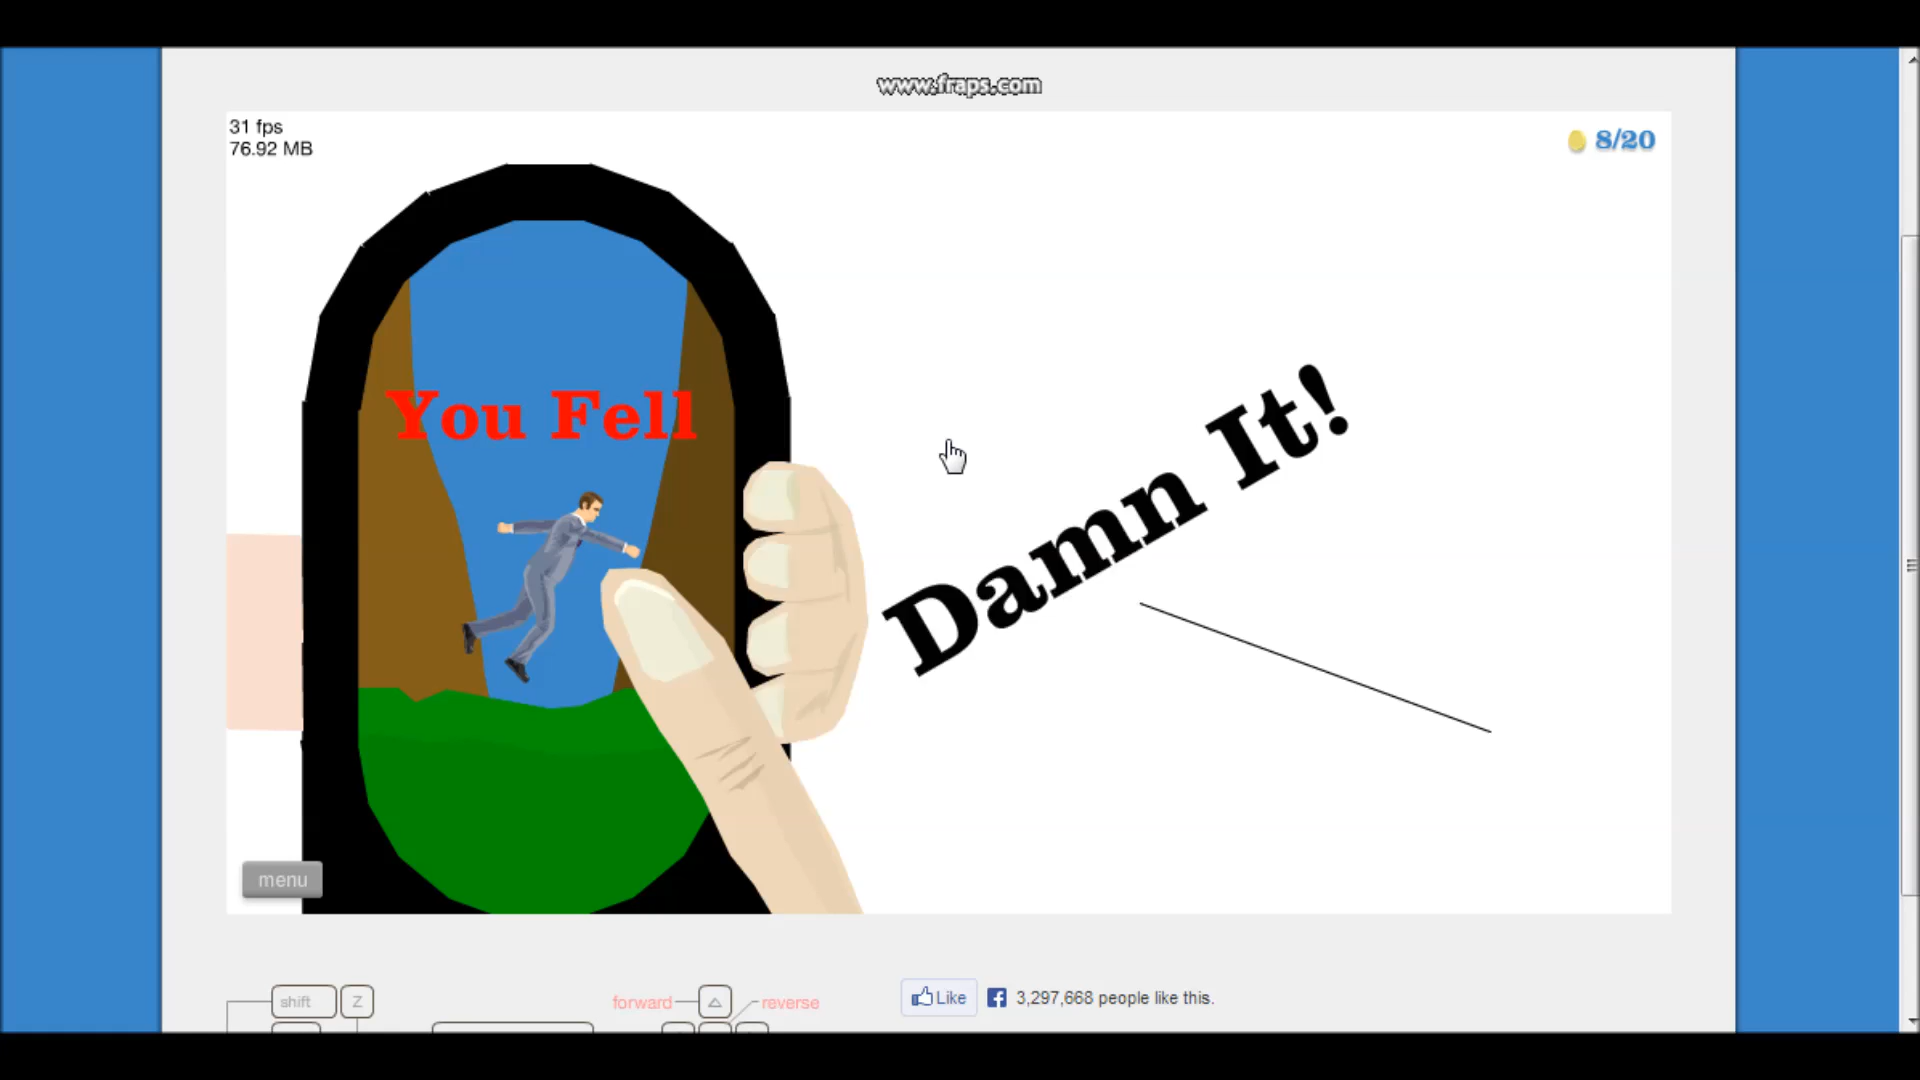 www.fraps.com
31 fps
76.92 MB
8/20
You Fell
Damn It!
menu
shift
Z
forward
reverse
Like
3,297,668 people like this.